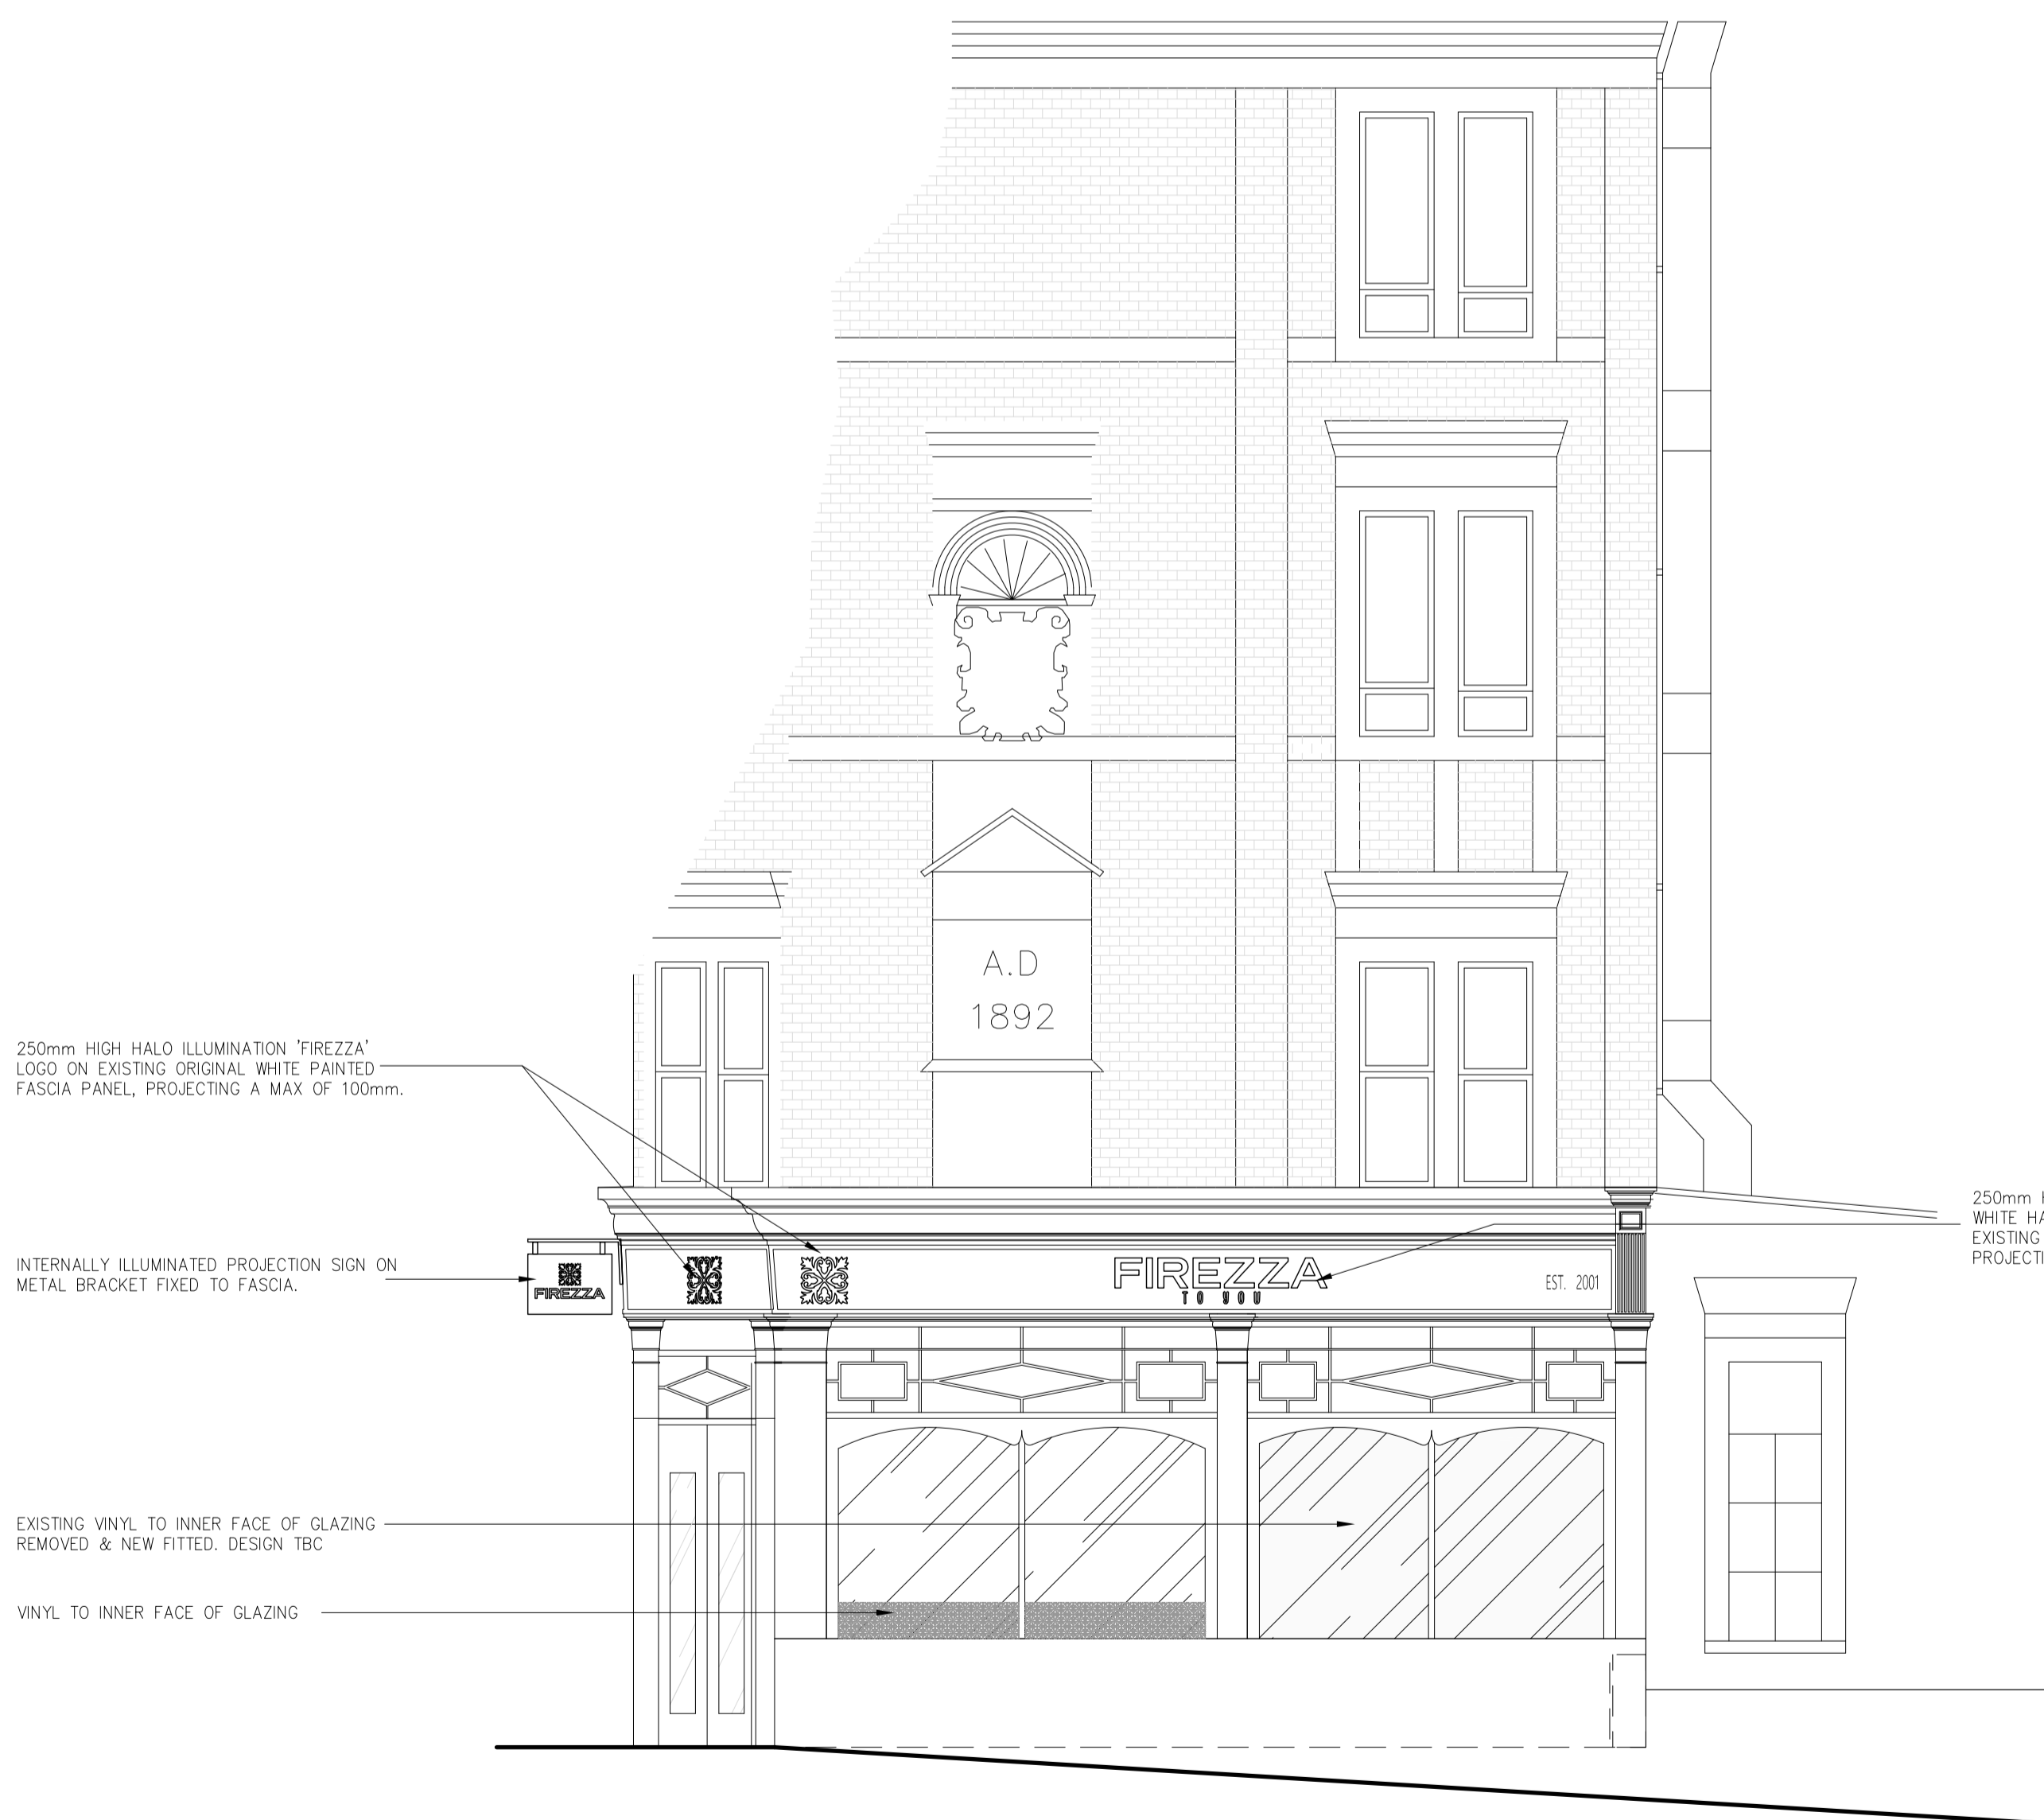 A.D
1892
250mm HIGH HALO ILLUMINATION 'FIREZZA'
LOGO ON EXISTING ORIGINAL WHITE PAINTED
FASCIA PANEL, PROJECTING A MAX OF 100mm.
250mm
WHITE
EXISTING
INTERNALLY ILLUMINATED PROJECTION SIGN ON
METAL BRACKET FIXED TO FASCIA.
FIREZZA
FIREZZA
TO YOU
EST. 2001
EXISTING VINYL TO INNER FACE OF GLAZING
REMOVED & NEW FITTED. DESIGN TBC
VINYL TO INNER FACE OF GLAZING